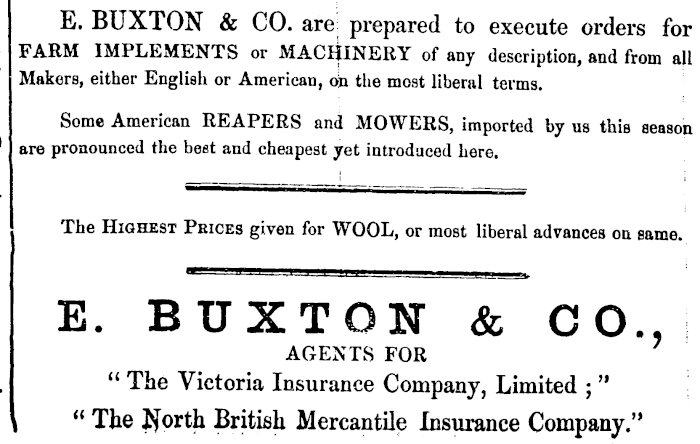 E. BUXTON & CO. are prepared to execute orders for
FARM IMPLEMENTS or MACHINERY of any description, and from all
Makers, either English or American, on the most liberal terms.
Some American REAPERS and MOWERS, imported by us this season
are pronounced the best and cheapest yet introduced here.
The HIGHEST PRICES given for WOOL, or most liberal advances on same.
E. BUXTON & CO.,
AGENTS FOR
"The Victoria Insurance Company, Limited ;"
"The North British Mercantile Insurance Company."